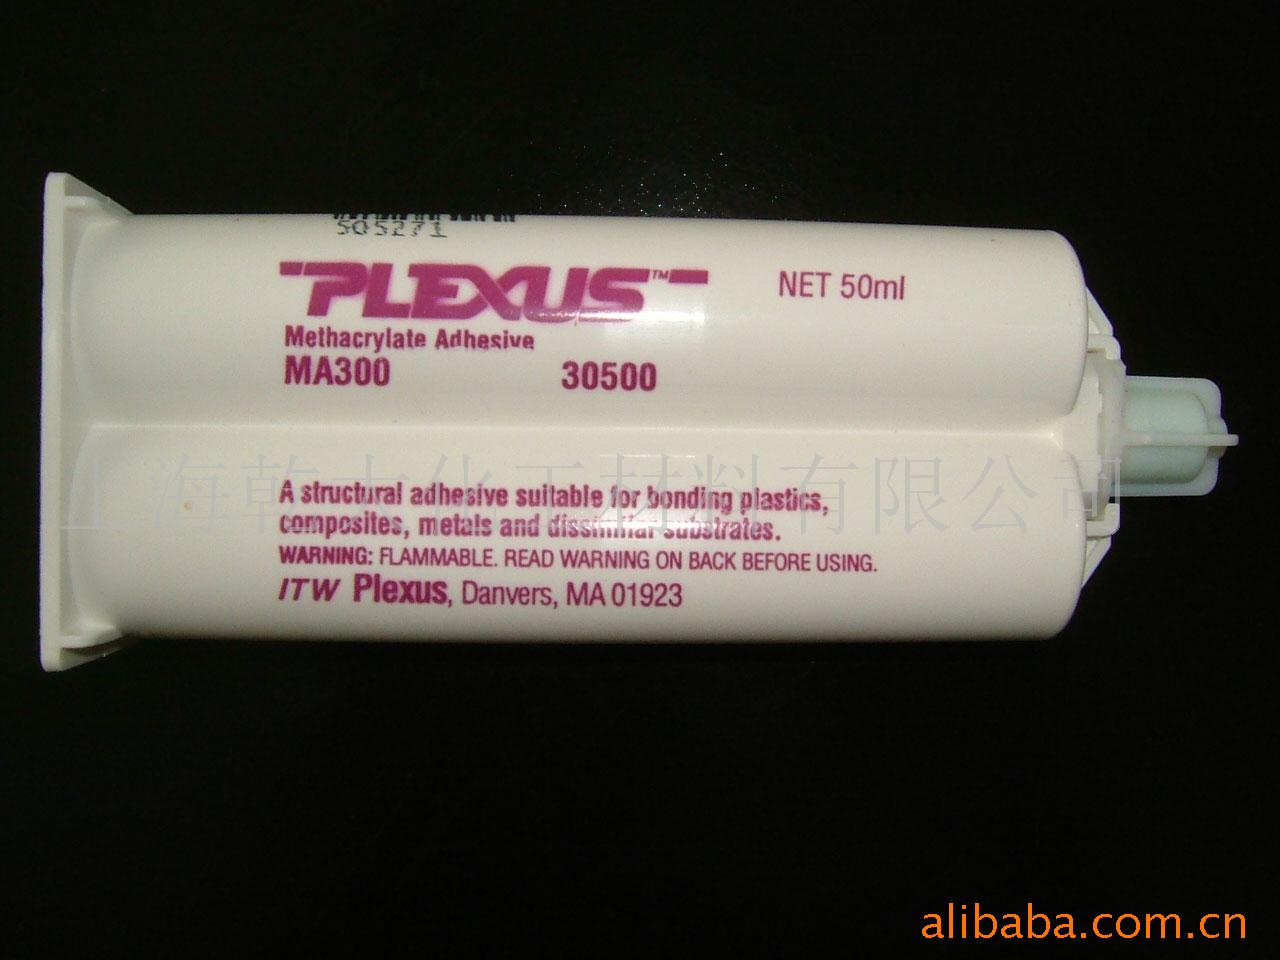 505271
PLEXUS™
NET 50ml
Methacrylate Adhesive
MA300 30500
上海乾大化工材料有限公司
A structural adhesive suitable for bonding plastics,
composites, metals and dissimilar substrates.
WARNING: FLAMMABLE. READ WARNING ON BACK BEFORE USING.
ITW Plexus, Danvers, MA 01923
alibaba.com.cn